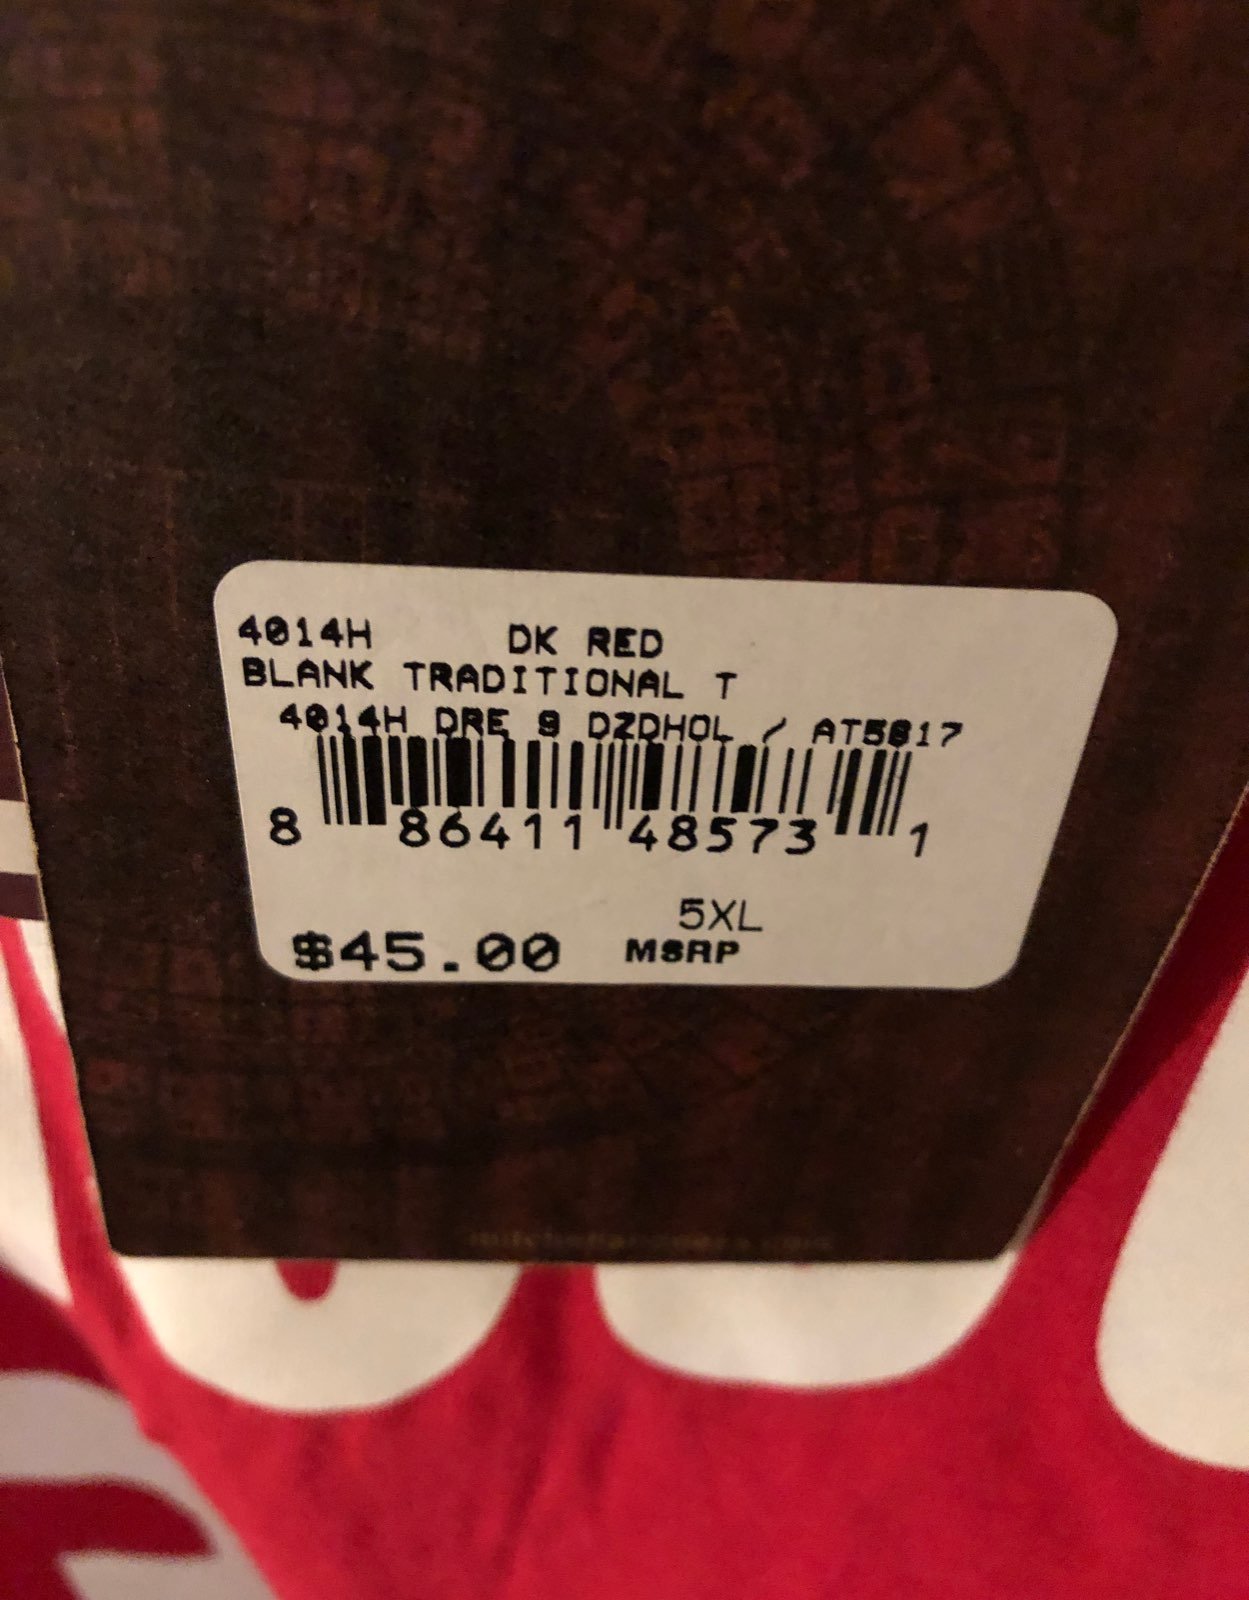 4014H DK RED
BLANK TRADITIONAL T
4014H DRE 9 DZDHOL / AT5817
8 86411 48573 1
5XL
$45.00 MSRP